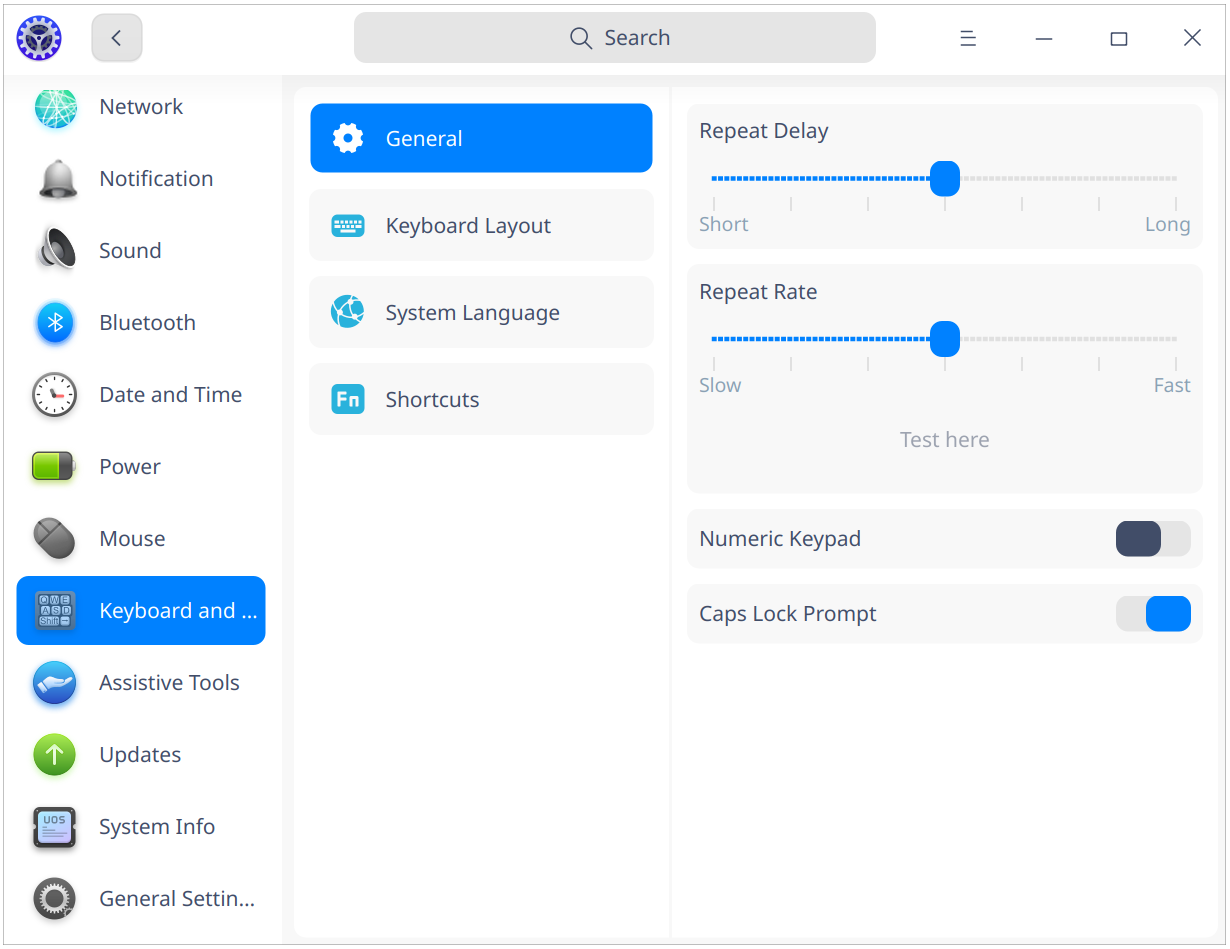 Search
Network
Notification
Sound
Bluetooth
Date and Time
Power
Mouse
Keyboard and ...
Assistive Tools
Updates
UOS
System Info
General Settin...
General
Keyboard Layout
System Language
Fn
Shortcuts
Repeat Delay
Short Long
Repeat Rate
Slow Fast
Test here
Numeric Keypad
Caps Lock Prompt